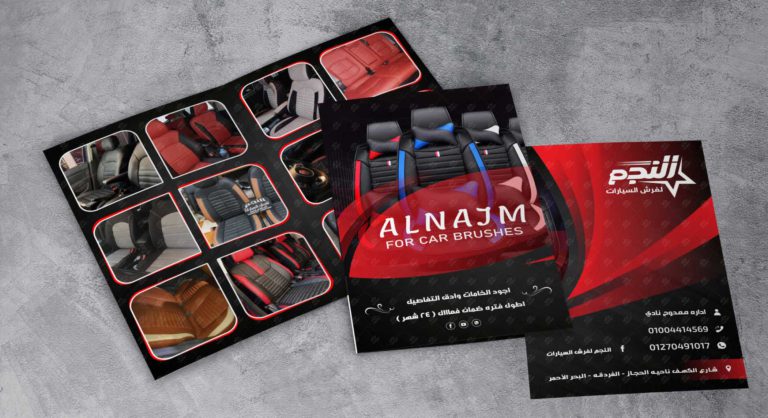 ALNAJM
FOR CAR BRUSHES
اجود الخامات وادق التفاصيل
اطول فتره ضمان فعاااال ( ٢٤ شهر )
النجم
لفرش السيارات
اداره ممدوح نادي
01004414569
01270491017
النجم لفرش السيارات
شارع الكهف ناحيه الحجاز - الغردقه - البحر الأحمر